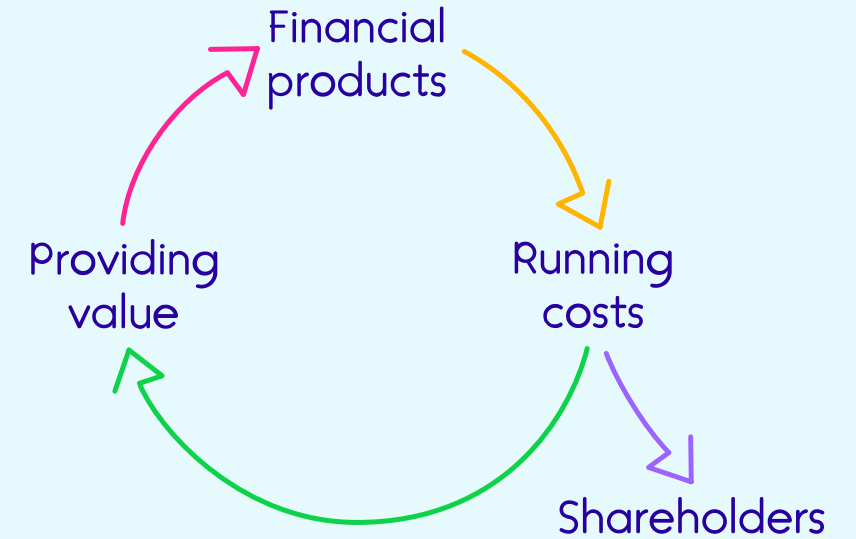 Financial
products
Providing
value
Running
costs
Shareholders